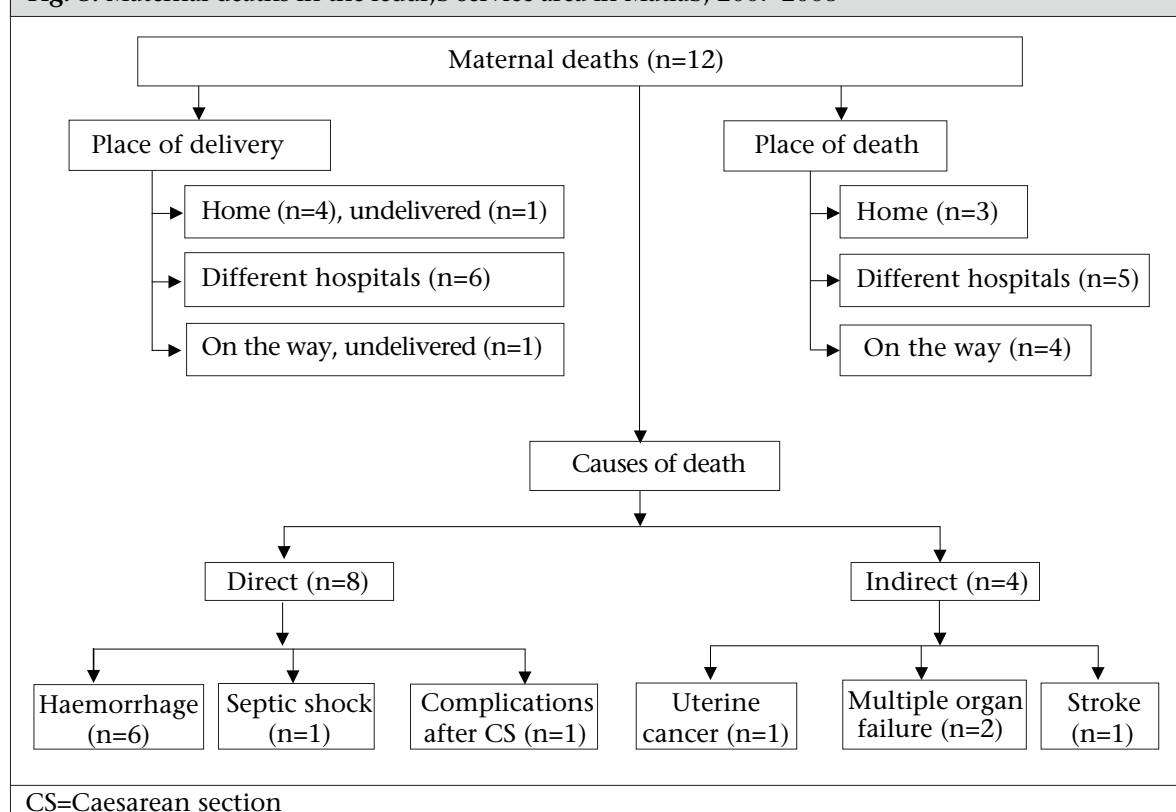 Maternal deaths (n=12)
Place of delivery
Home (n=4), undelivered (n=1)
Different hospitals (n=6)
On the way, undelivered (n=1)
Place of death
Home (n=3)
Different hospitals (n=5)
On the way (n=4)
Causes of death
Direct (n=8)
Indirect (n=4)
Haemorrhage
(n=6)
Septic shock
(n=1)
Complications
after CS (n=1)
Uterine
cancer (n=1)
Multiple organ
failure (n=2)
Stroke
(n=1)
CS=Caesarean section